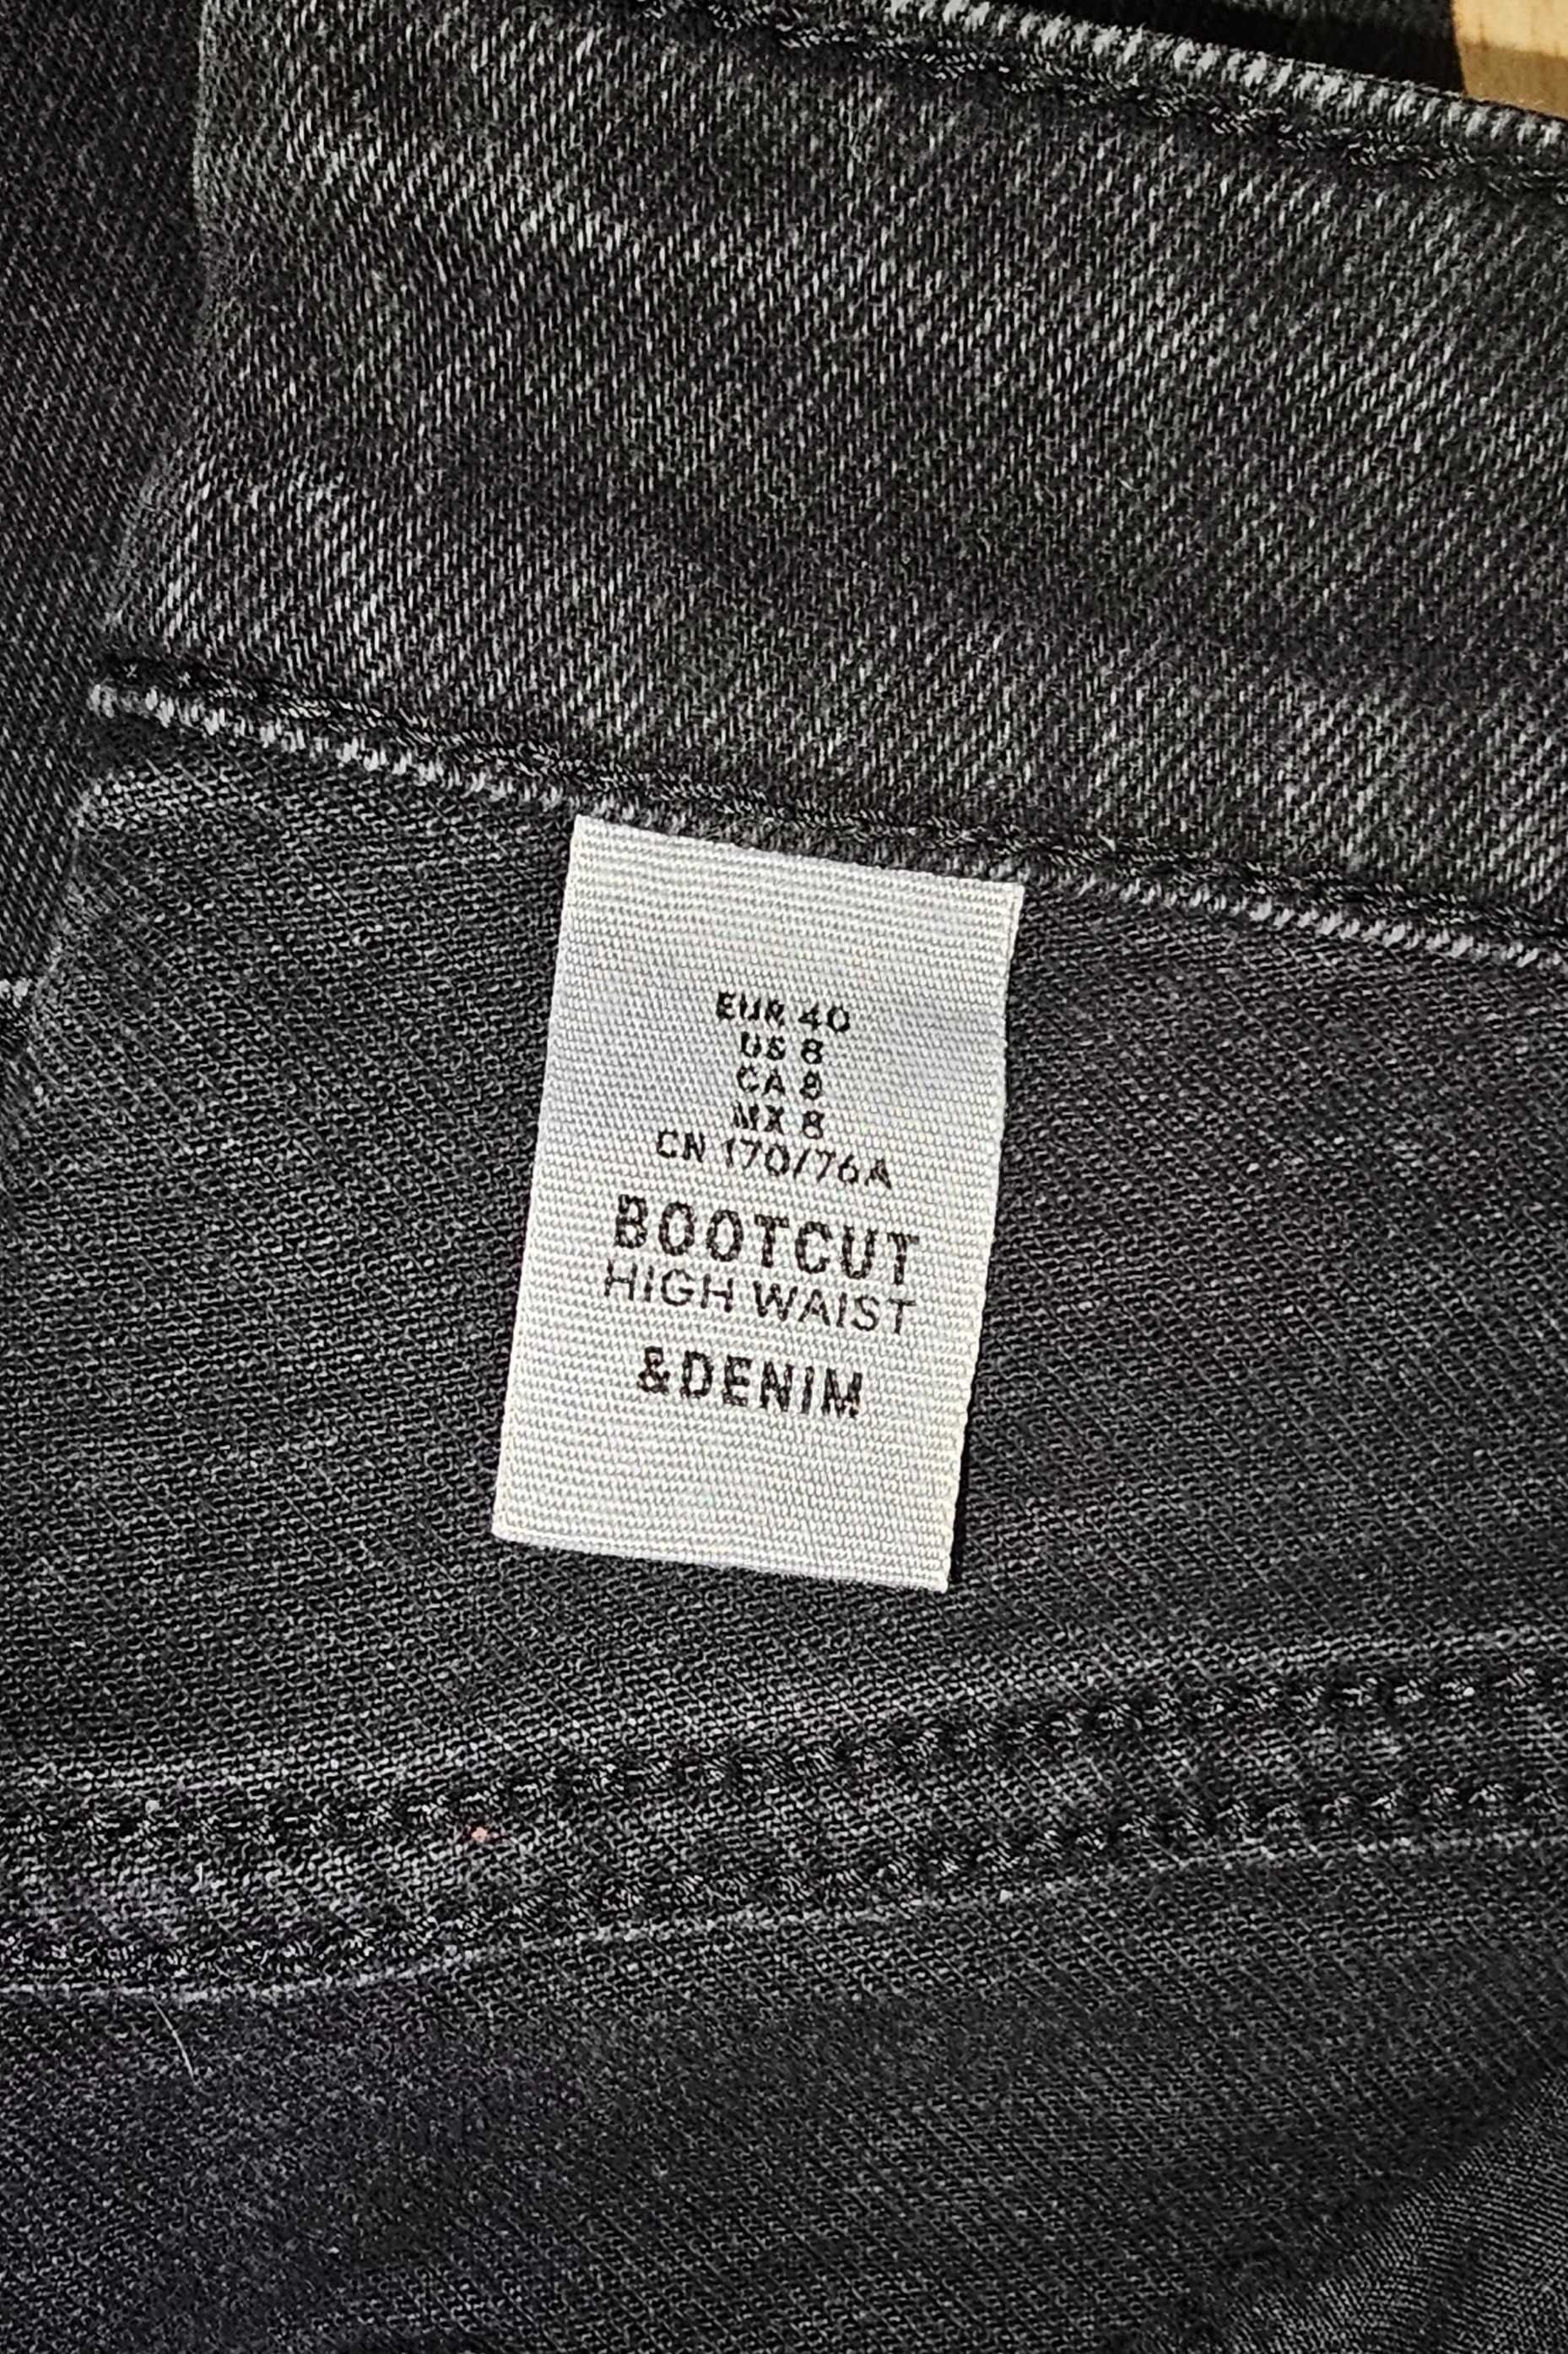 EUR 40
US 8
CA 8
MX 8
CN 170/76A
BOOTCUT
HIGH WAIST
&DENIM